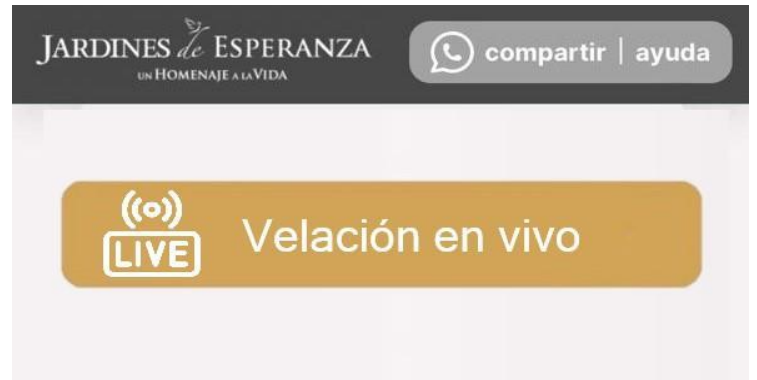 JARDINES de ESPERANZA
UN HOMENAJE A LA VIDA
compartir | ayuda
LIVE
Velación en vivo